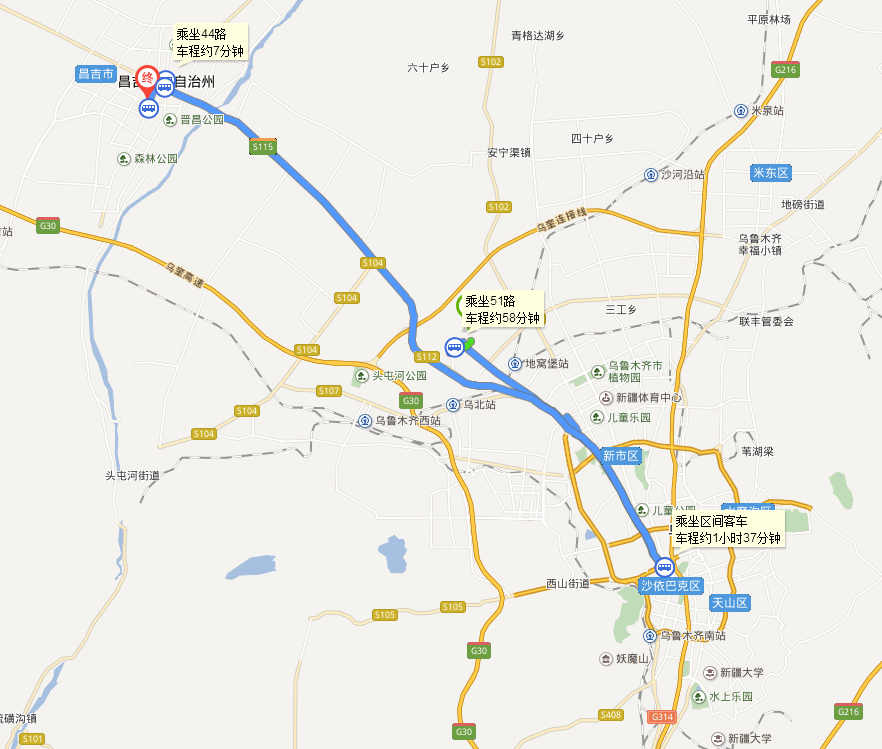 平原林场
乘坐44路
车程约7分钟
青格达湖乡
S102
六十户乡
G216
昌吉市
终
自治州
米泉站
晋昌公园
四十户乡
S115
安宁渠镇
森林公园
米东区
沙河沿站
S102
地磅街道
G30
乌奎连接线
乌鲁木齐
幸福小镇
S104
乌奎高速
S104
乘坐51路
车程约58分钟
三工乡
联丰管委会
S104
S112
地窝堡站
乌鲁木齐市
植物园
头屯河公园
S107
G30
新疆体育中心
乌北站
S104
儿童乐园
乌鲁木齐西站
S104
新市区
苇湖梁
头屯河街道
儿童公园
乘坐区间客车
车程约1小时37分钟
西山街道
沙依巴克区
天山区
S105
S105
乌鲁木齐南站
G30
妖魔山
新疆大学
水上乐园
硫磺沟镇
S408
G314
G216
S101
G30
新疆大学